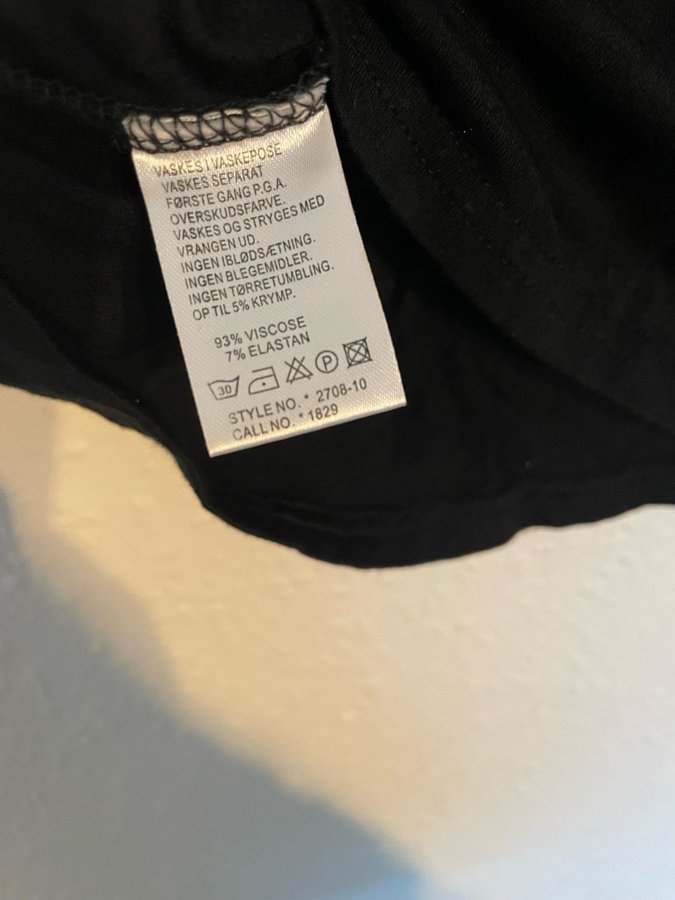 VASKES I VASKEPOSE
VASKES SEPARAT
FØRSTE GANG P.G.A.
OVERSKUDSFARVE.
VASKES OG STRYGES MED
VRANGEN UD.
INGEN IBLØDSÆTNING.
INGEN BLEGEMIDLER.
INGEN TØRRETUMBLING.
OP TIL 5% KRYMP.
93% VISCOSE
7% ELASTAN
30 P
STYLE NO. * 2708-10
CALL NO. * 1829